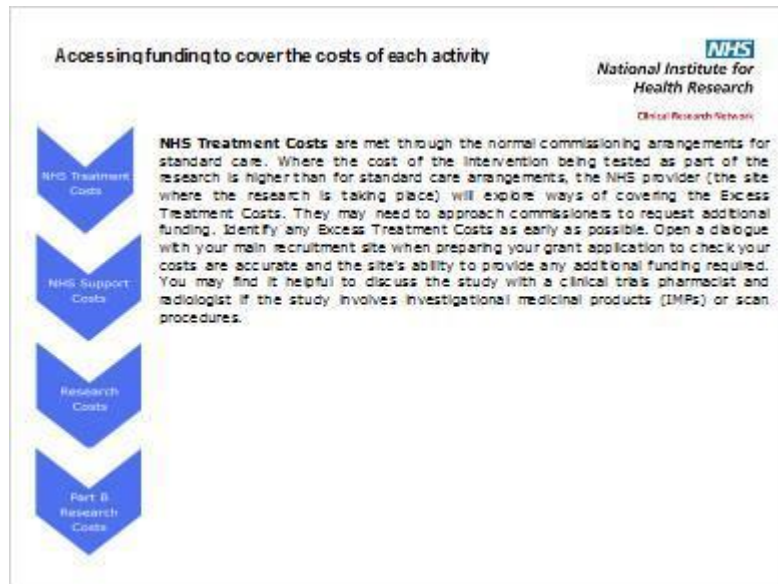 Accessing funding to cover the costs of each activity
NHS
National Institute for
Health Research
Clinical Research Network
NHS Treatment
Costs
NHS Support
Costs
Research
Costs
Part B
Research
Costs
NHS Treatment Costs are met through the normal commissioning arrangements for
standard care. Where the cost of the intervention being tested as part of the
research is higher than for standard care arrangements, the NHS provider (the site
where the research is taking place) will explore ways of covering the Excess
Treatment Costs. They may need to approach commissioners to request additional
funding. Identify any Excess Treatment Costs as early as possible. Open a dialogue
with your main recruitment site when preparing your grant application to check your
costs are accurate and the site's ability to provide any additional funding required.
You may find it helpful to discuss the study with a clinical trials pharmacist and
radiologist if the study involves investigational medicinal products (IMPs) or scan
procedures.